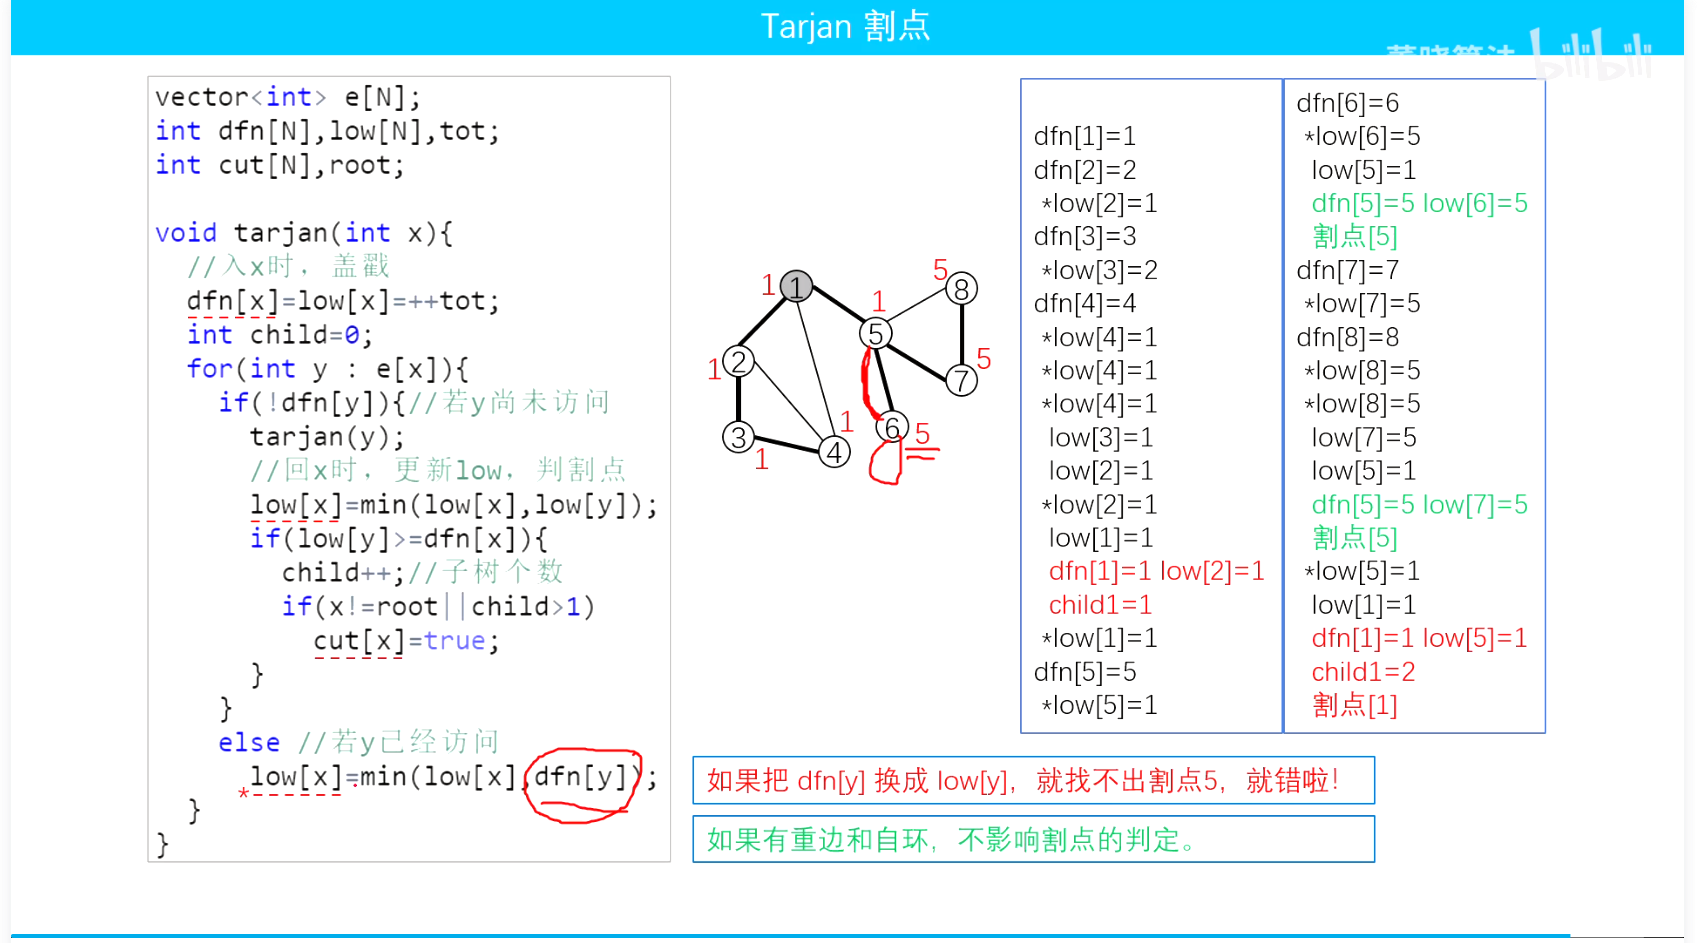 Tarjan 割点
bilibili
vector<int> e[N];
int dfn[N],low[N],tot;
int cut[N],root;
void tarjan(int x){
//入x时，盖戳
dfn[x]=low[x]=++tot;
int child=0;
for(int y : e[x]){
if(!dfn[y]){//若y尚未访问
tarjan(y);
//回x时，更新low，判割点
low[x]=min(low[x],low[y]);
if(low[y]>=dfn[x]){
child++;//子树个数
if(x!=root||child>1)
cut[x]=true;
}
}
else //若y已经访问
*low[x]=min(low[x],dfn[y]);
}
}
1 1
1 2
3 1
4 1
5 1
6 5
7 5
8 5
dfn[1]=1
dfn[2]=2
*low[2]=1
dfn[3]=3
*low[3]=2
dfn[4]=4
*low[4]=1
*low[4]=1
*low[4]=1
low[3]=1
low[2]=1
*low[2]=1
low[1]=1
dfn[1]=1 low[2]=1
child1=1
*low[1]=1
dfn[5]=5
*low[5]=1
dfn[6]=6
*low[6]=5
low[5]=1
dfn[5]=5 low[6]=5
割点[5]
dfn[7]=7
*low[7]=5
dfn[8]=8
*low[8]=5
*low[8]=5
low[7]=5
low[5]=1
dfn[5]=5 low[7]=5
割点[5]
*low[5]=1
low[1]=1
dfn[1]=1 low[5]=1
child1=2
割点[1]
如果把 dfn[y] 换成 low[y]，就找不出割点5，就错啦！
如果有重边和自环，不影响割点的判定。